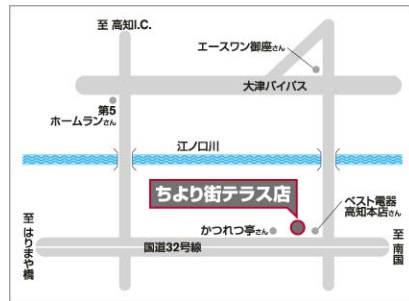 至 高知I.C.
エースワン御座さん
大津バイパス
第5
ホームランさん
江ノ口川
ちより街テラス店
ベスト電器
高知本店さん
かつれつ亭さん
至 はりまや橋
国道32号線
至 南国